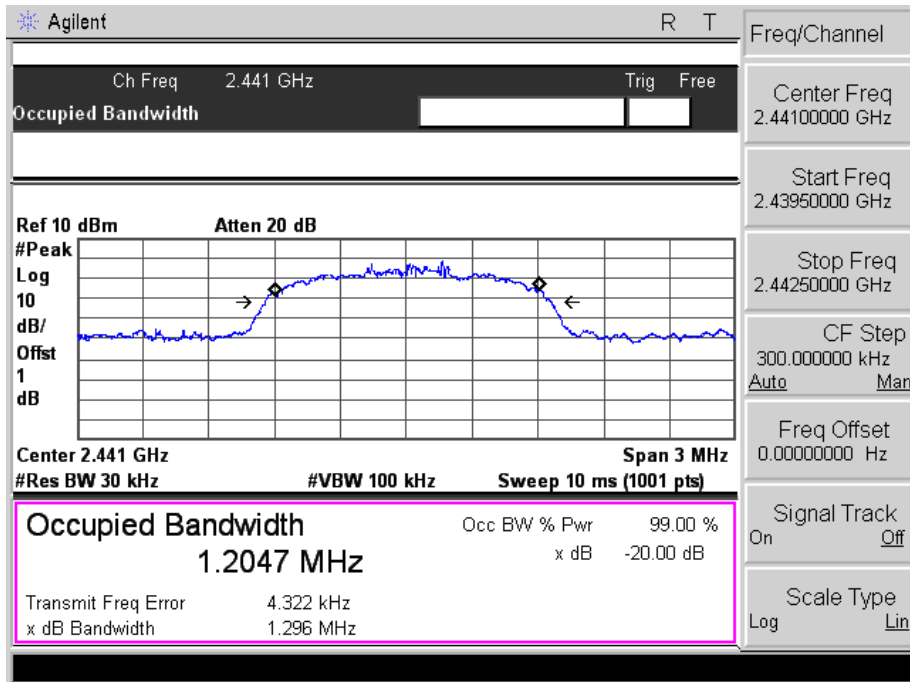 Agilent R T
Ch Freq 2.441 GHz Trig Free
Occupied Bandwidth
Ref 10 dBm Atten 20 dB
#Peak
Log
10
dB/
Offst
1
dB
Center 2.441 GHz Span 3 MHz
#Res BW 30 kHz #VBW 100 kHz Sweep 10 ms (1001 pts)
Occupied Bandwidth
1.2047 MHz
Occ BW % Pwr 99.00 %
x dB -20.00 dB
Transmit Freq Error 4.322 kHz
x dB Bandwidth 1.296 MHz
Freq/Channel
Center Freq
2.44100000 GHz
Start Freq
2.43950000 GHz
Stop Freq
2.44250000 GHz
CF Step
300.000000 kHz
Auto Man
Freq Offset
0.00000000 Hz
Signal Track
On Off
Scale Type
Log Lin